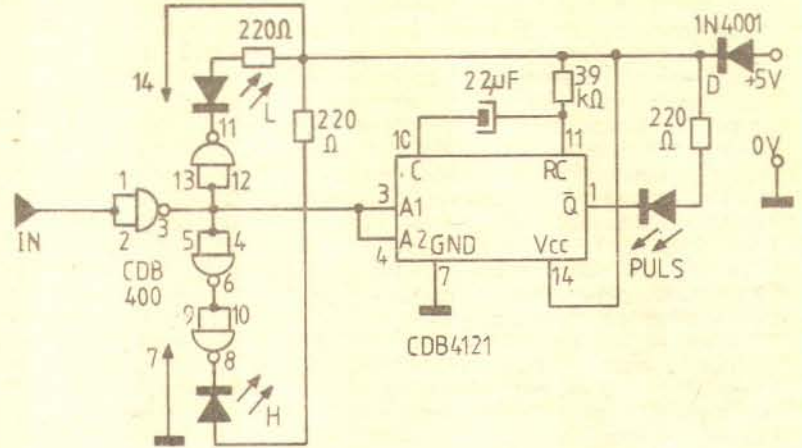 220Ω
14
L
11
13 12
220
Ω
22µF
39
kΩ
10
11
1N4001
D
+5V
220
Ω
0V
C
RC
3
A1
Q̅
1
A2
4
GND
Vcc
7
14
PULS
CDB4121
IN
1
2
3
CDB
400
5 4
6
9 10
8
7
H